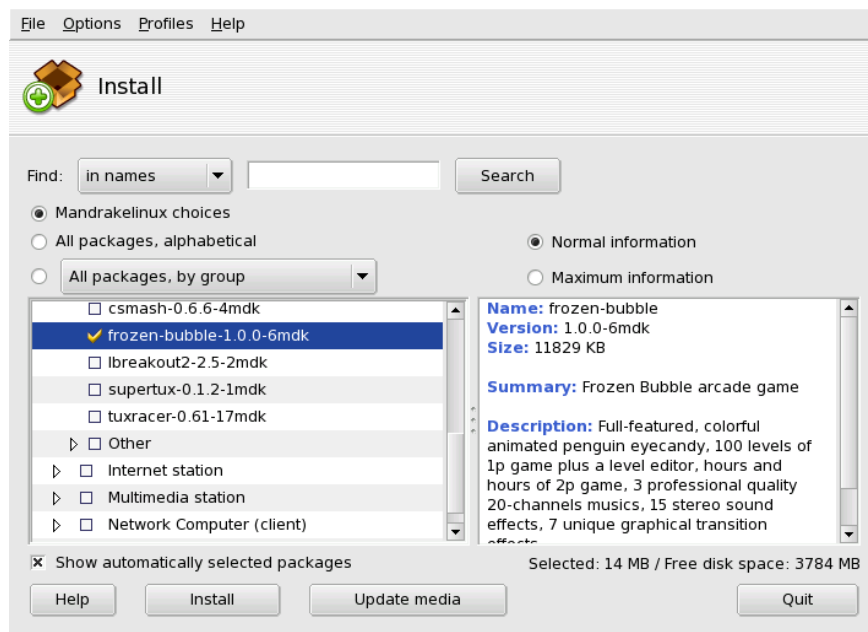 File Options Profiles Help
Install
Find: in names Search
Mandrakelinux choices
All packages, alphabetical
Normal information
All packages, by group
Maximum information
csmash-0.6.6-4mdk
frozen-bubble-1.0.0-6mdk
lbreakout2-2.5-2mdk
supertux-0.1.2-1mdk
tuxracer-0.61-17mdk
Other
Internet station
Multimedia station
Network Computer (client)
Name: frozen-bubble
Version: 1.0.0-6mdk
Size: 11829 KB
Summary: Frozen Bubble arcade game
Description: Full-featured, colorful
animated penguin eyecandy, 100 levels of
1p game plus a level editor, hours and
hours of 2p game, 3 professional quality
20-channels musics, 15 stereo sound
effects, 7 unique graphical transition
effects
Show automatically selected packages
Selected: 14 MB / Free disk space: 3784 MB
Help Install Update media Quit